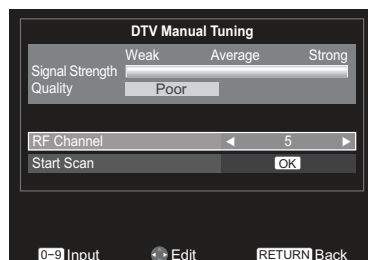 DTV Manual Tuning
Weak Average Strong
Signal Strength
Quality Poor
RF Channel 5
Start Scan OK
0-9 Input Edit RETURN Back